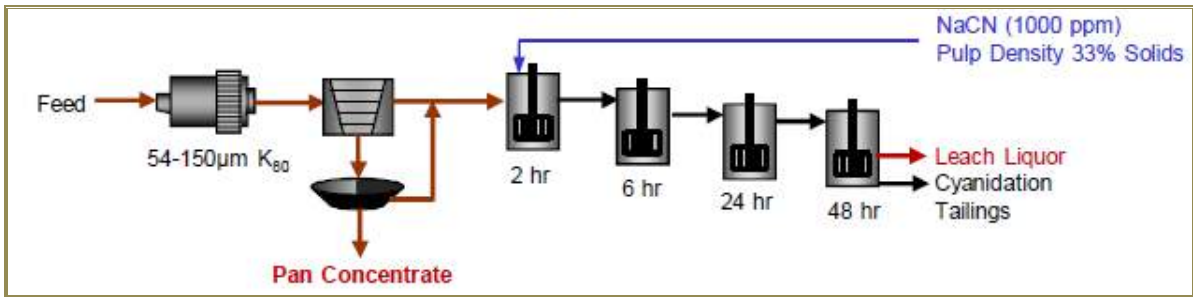 NaCN (1000 ppm)
Pulp Density 33% Solids
Feed
54-150µm K80
2 hr
6 hr
24 hr
48 hr
Leach Liquor
Cyanidation
Tailings
Pan Concentrate